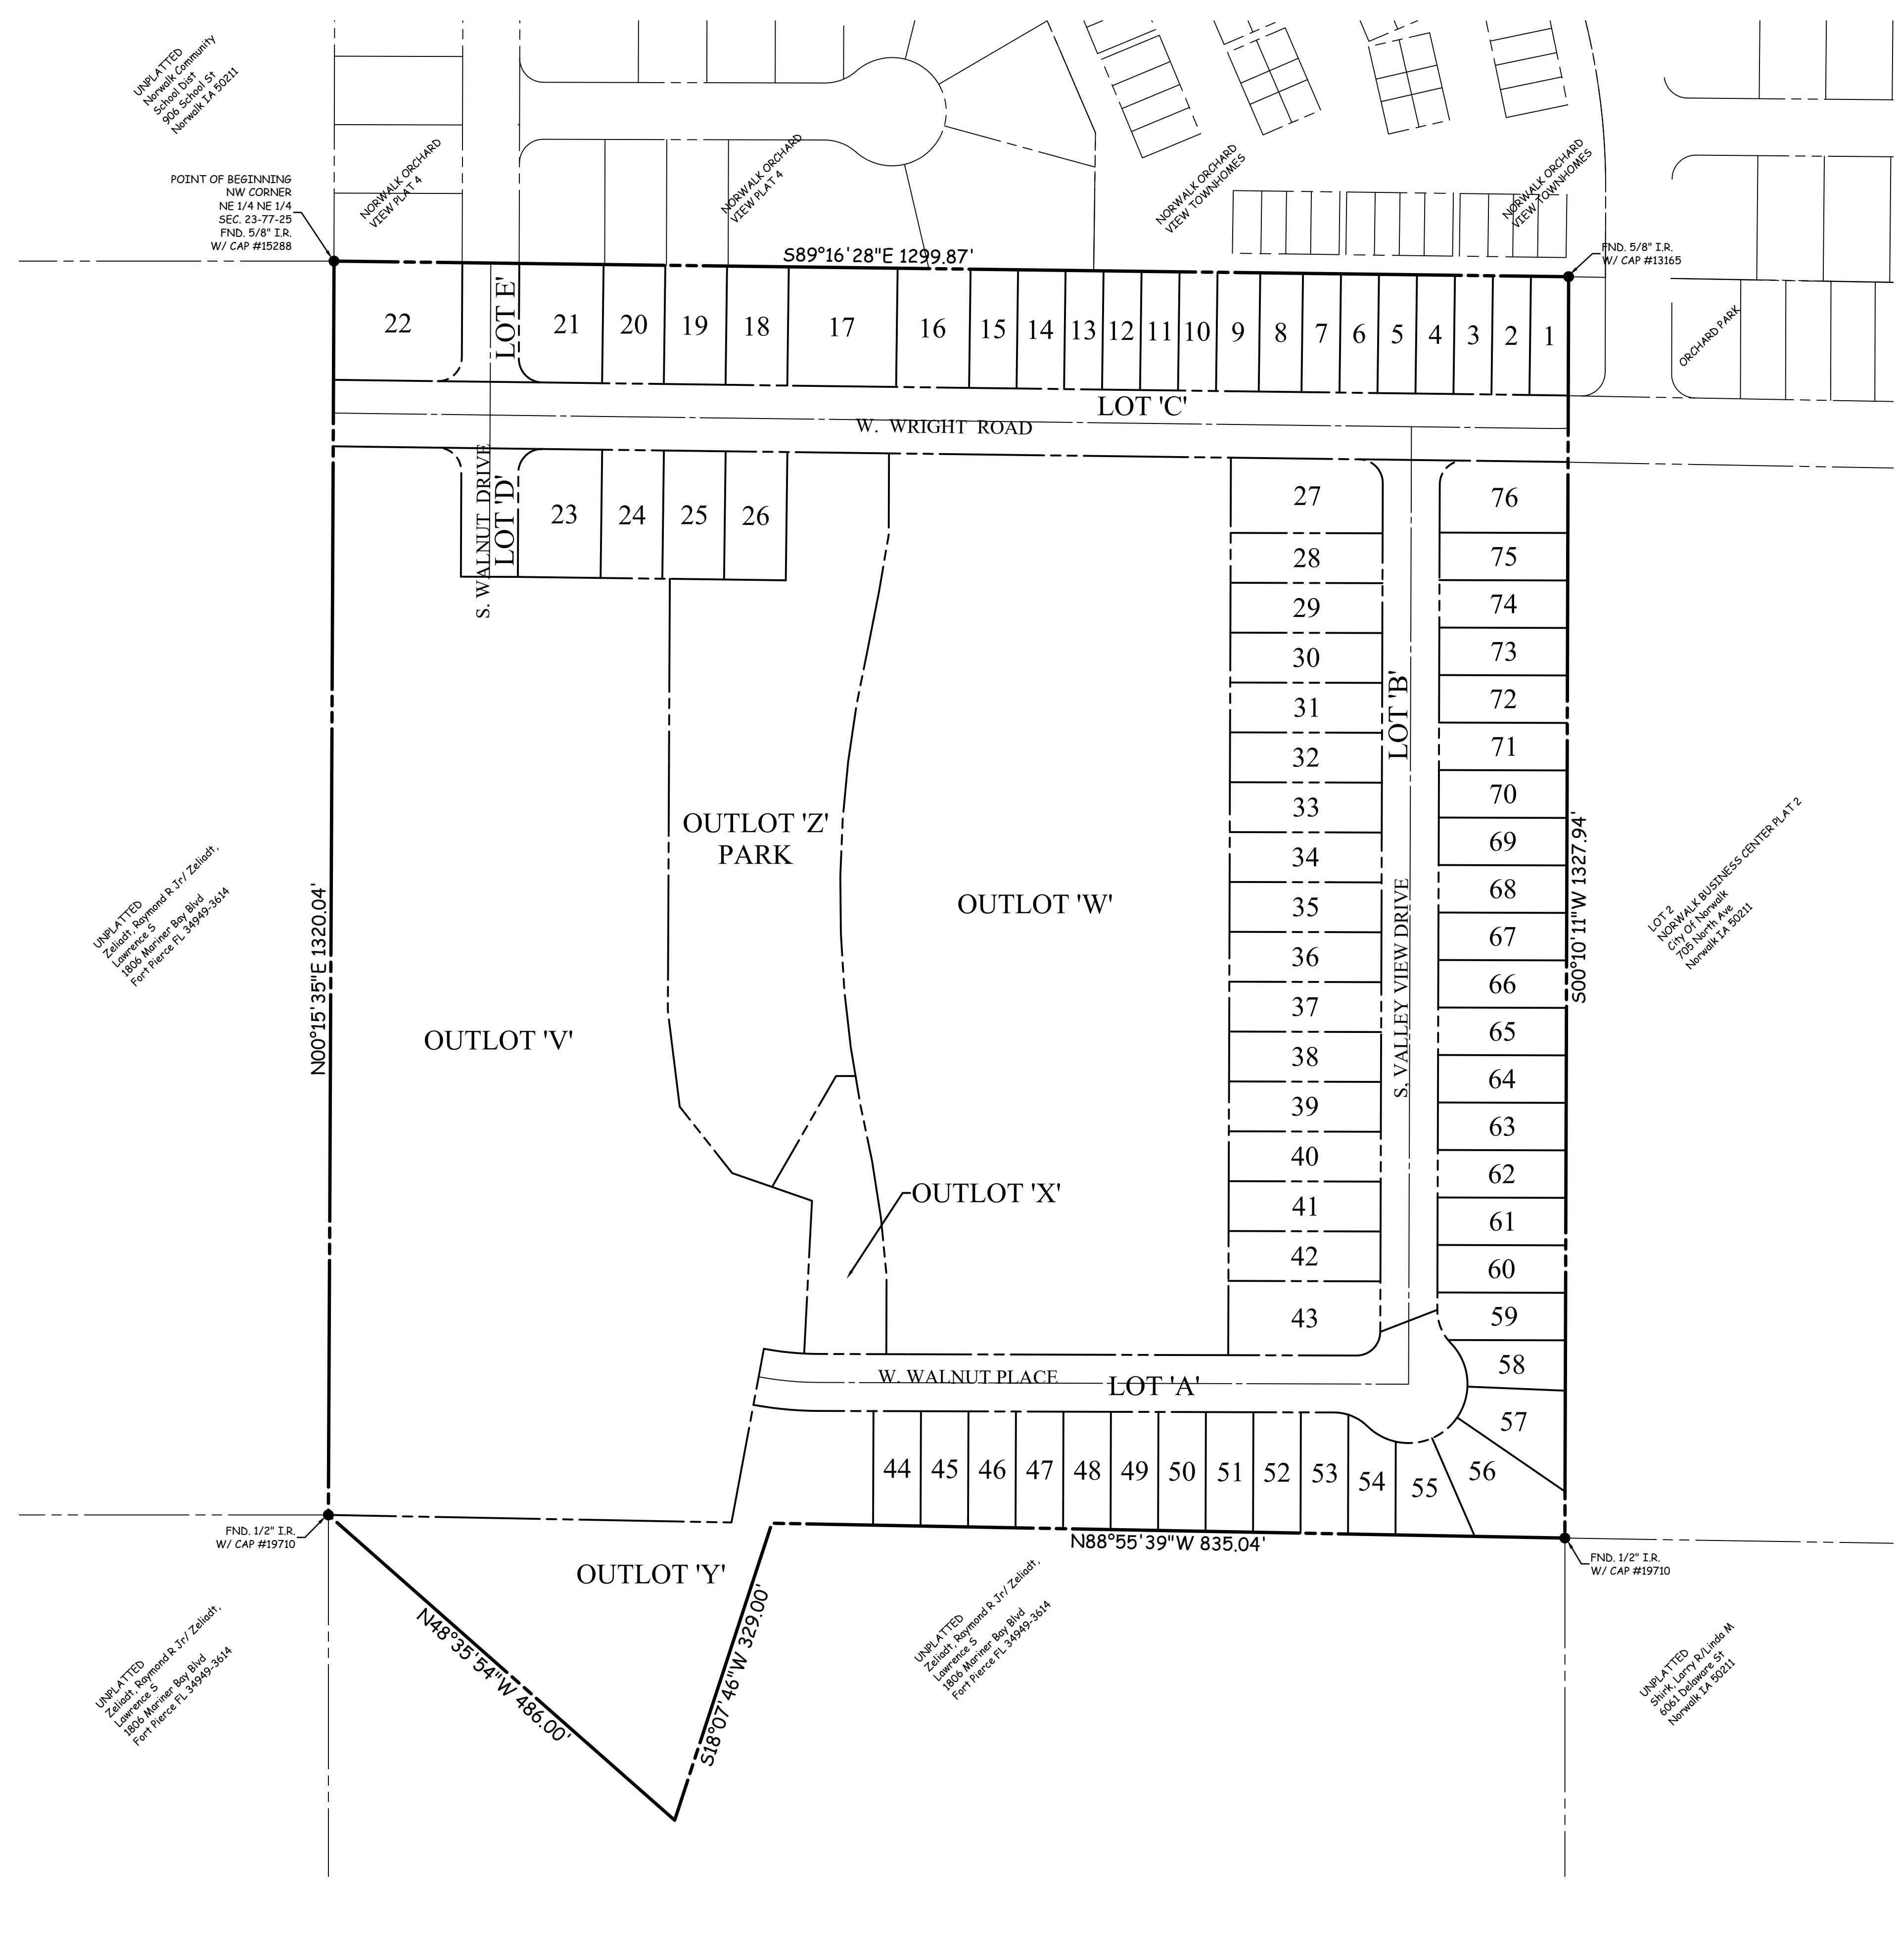 UNPLATTED
Norwalk Community
School Dist
906 School St
Norwalk IA 50211
POINT OF BEGINNING
NW CORNER
NE 1/4 NE 1/4
SEC. 23-77-25
FND. 5/8" I.R.
W/ CAP #15288
NORWALK ORCHARD
VIEW PLAT 4
NORWALK ORCHARD
VIEW PLAT 4
NORWALK ORCHARD
VIEW TOWNHOMES
NORWALK ORCHARD
VIEW TOWNHOMES
S89°16'28"E 1299.87'
FND. 5/8" I.R.
W/ CAP #13165
ORCHARD PARK
22
LOT E'
21
20
19
18
17
16
15
14
13
12
11
10
9
8
7
6
5
4
3
2
1
LOT 'C'
W. WRIGHT ROAD
S. WALNUT DRIVE
LOT 'D'
23
24
25
26
27
28
29
30
31
32
33
34
35
36
37
38
39
40
41
42
43
LOT 'B'
S, VALLEY VIEW DRIVE
76
75
74
73
72
71
70
69
68
67
66
65
64
63
62
61
60
59
58
57
56
OUTLOT 'Z'
PARK
OUTLOT 'W'
OUTLOT 'V'
OUTLOT 'X'
N00°15'35"E 1320.04'
S00°10'11"W 1327.94'
UNPLATTED
Zeliadt, Raymond R Jr/ Zeliadt,
Lawrence S
1806 Mariner Bay Blvd
Fort Pierce FL 34949-3614
LOT 2
NORWALK BUSINESS CENTER PLAT 2
City Of Norwalk
705 North Ave
Norwalk IA 50211
W. WALNUT PLACE
LOT 'A'
44
45
46
47
48
49
50
51
52
53
54
55
FND. 1/2" I.R.
W/ CAP #19710
N88°55'39"W 835.04'
FND. 1/2" I.R.
W/ CAP #19710
OUTLOT 'Y'
N48°35'54"W 486.00'
S18°07'46"W 329.00'
UNPLATTED
Zeliadt, Raymond R Jr/ Zeliadt,
Lawrence S
1806 Mariner Bay Blvd
Fort Pierce FL 34949-3614
UNPLATTED
Zeliadt, Raymond R Jr/ Zeliadt,
Lawrence S
1806 Mariner Bay Blvd
Fort Pierce FL 34949-3614
UNPLATTED
Shirk, Larry R/Linda M
6061 Delaware St
Norwalk IA 50211